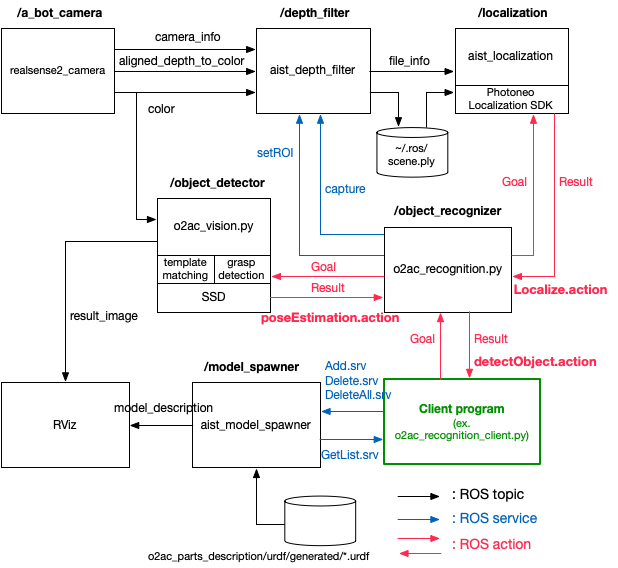 /a_bot_camera
/depth_filter
/localization
camera_info
realsense2_camera
aligned_depth_to_color
aist_depth_filter
file_info
aist_localization
Photoneo
Localization SDK
color
~/.ros/
scene.ply
setROI
capture
Goal
Result
/object_detector
/object_recognizer
o2ac_vision.py
template
matching
grasp
detection
SSD
Goal
Result
o2ac_recognition.py
Localize.action
poseEstimation.action
result_image
Goal
Result
detectObject.action
/model_spawner
Add.srv
Delete.srv
DeleteAll.srv
RViz
model_description
aist_model_spawner
Client program
(ex.
o2ac_recognition_client.py)
GetList.srv
o2ac_parts_description/urdf/generated/*.urdf
: ROS topic
: ROS service
: ROS action